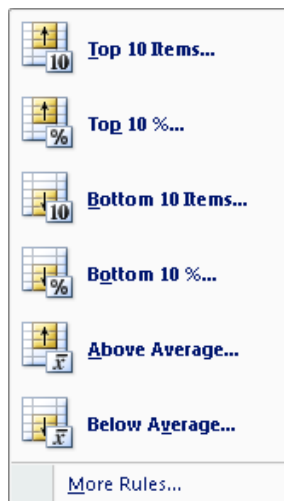 Top 10 Items...
Top 10 %...
Bottom 10 Items...
Bottom 10 %...
Above Average...
Below Average...
More Rules...